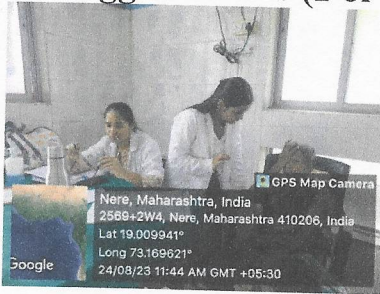 GPS Map Camera
Nere, Maharashtra, India
2569+2W4, Nere, Maharashtra 410206, India
Lat 19.009941°
Long 73.169621°
24/08/23 11:44 AM GMT +05:30
Google